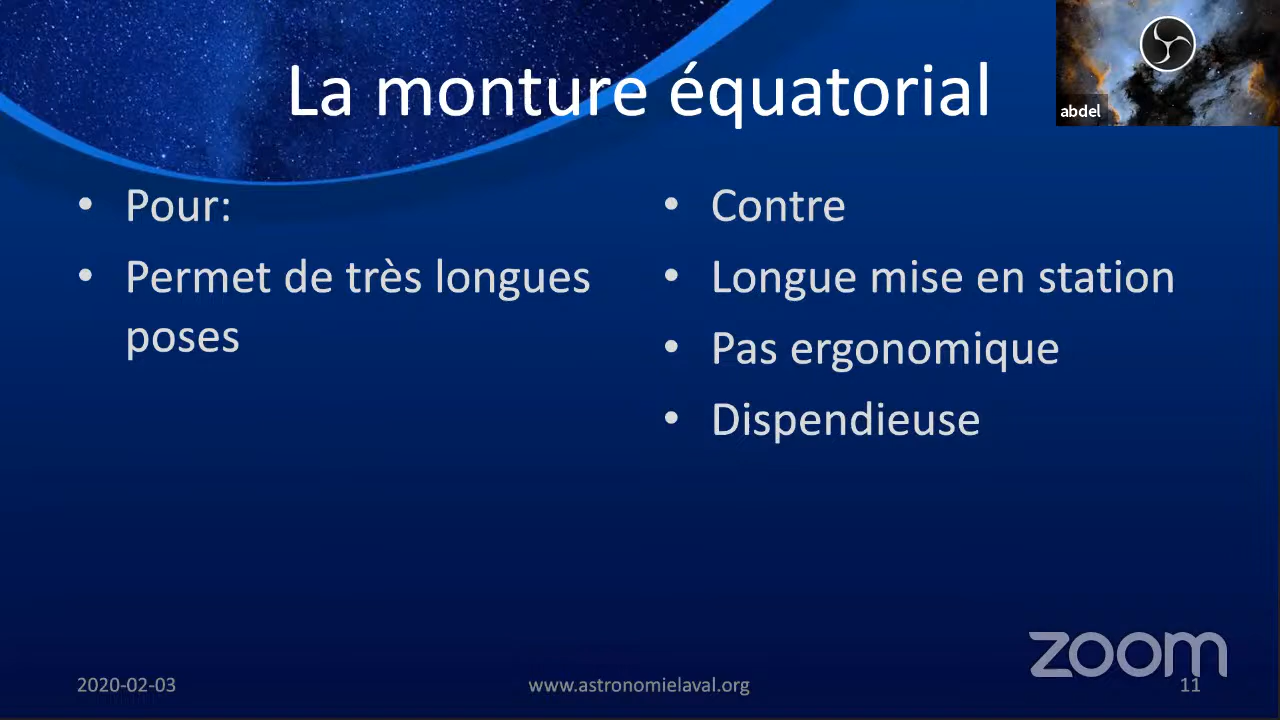 La monture équatorial
abdel
• Pour:
• Permet de très longues
poses
• Contre
• Longue mise en station
• Pas ergonomique
• Dispendieuse
zoom
2020-02-03
www.astronomielaval.org
11